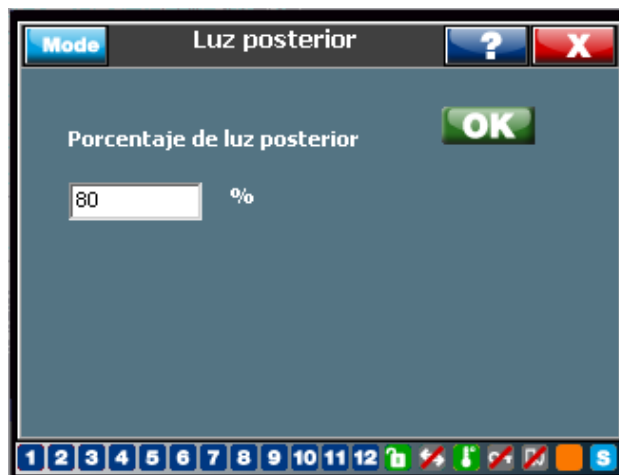 Mode Luz posterior ? X
OK
Porcentaje de luz posterior
80 %
1 2 3 4 5 6 7 8 9 10 11 12 S